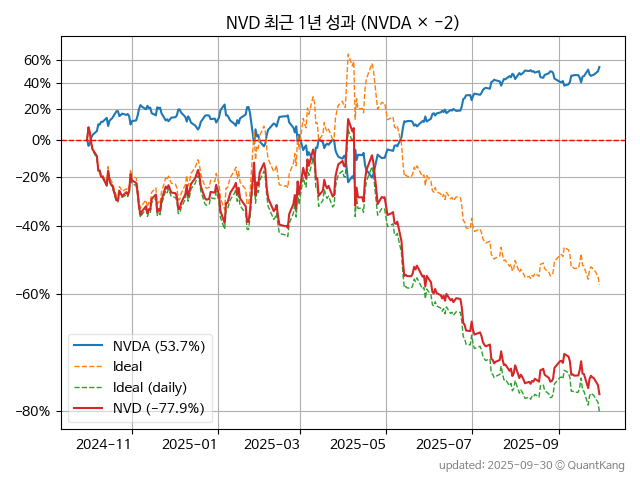 NVD 최근 1년 성과 (NVDA × −2)
60%
40%
20%
0%
−20%
−40%
−60%
−80%
NVDA (53.7%)
Ideal
Ideal (daily)
NVD (−77.9%)
2024-11
2025-01
2025-03
2025-05
2025-07
2025-09
updated: 2025-09-30 © QuantKang